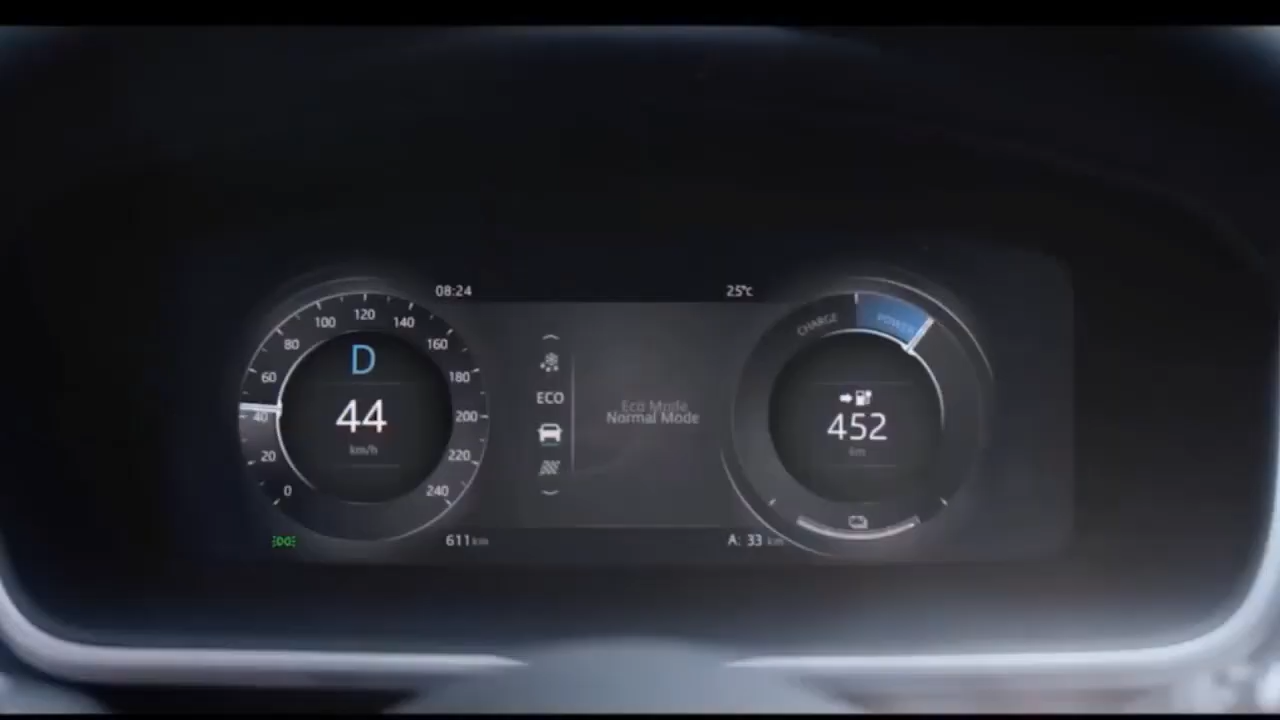 08:24
25°C
0
20
40
60
80
100
120
140
160
180
200
220
240
D
44
km/h
ECO
Eco Mode
Normal Mode
CHARGE
POWER
452
611 km
A: 33 km